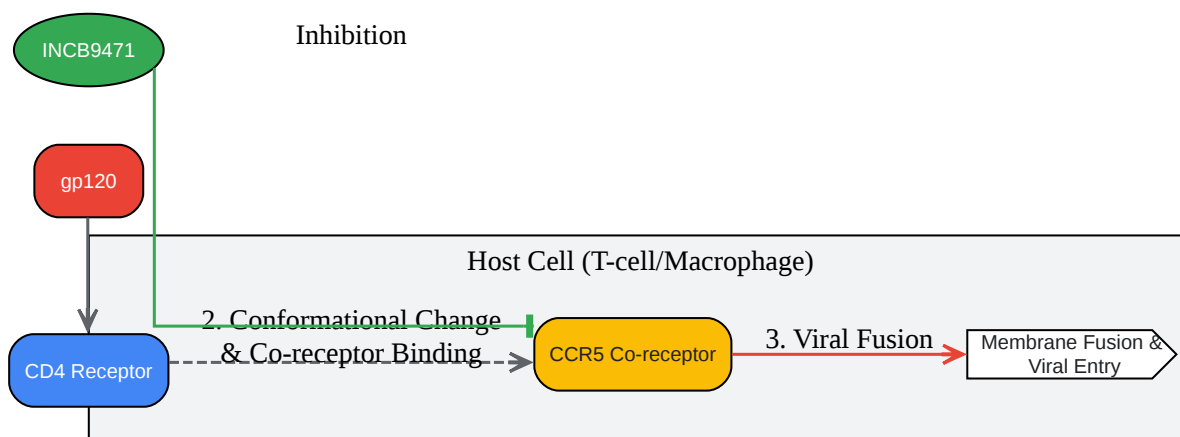 INCB9471
Inhibition
gp120
Host Cell (T-cell/Macrophage)
2. Conformational Change
& Co-receptor Binding
CD4 Receptor
CCR5 Co-receptor
3. Viral Fusion
Membrane Fusion &
Viral Entry